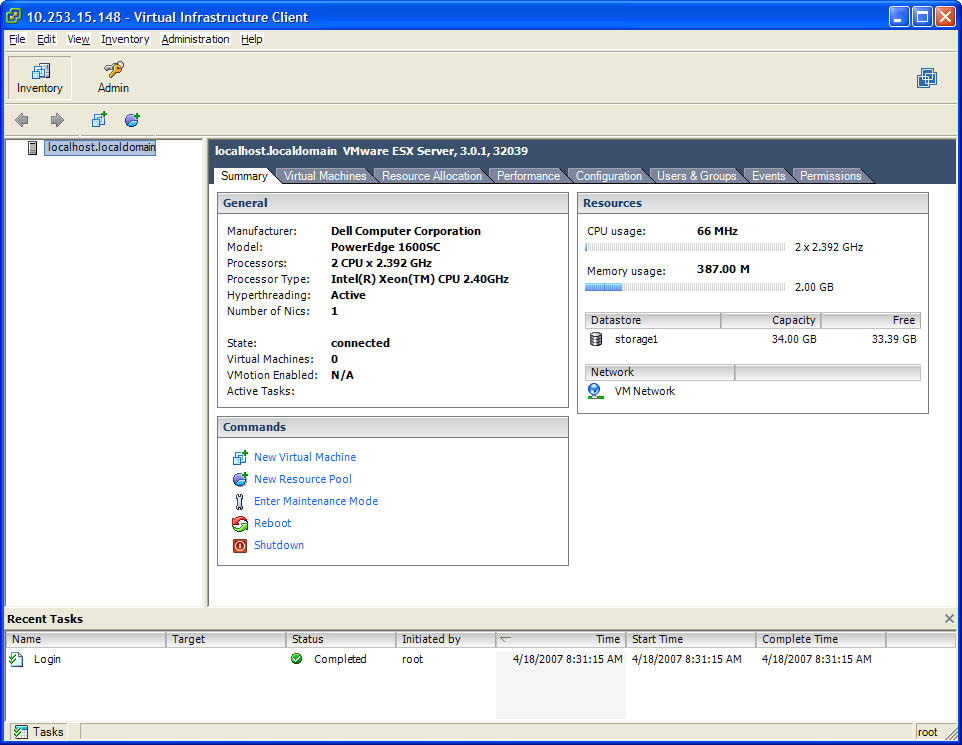 10.253.15.148 - Virtual Infrastructure Client
File Edit View Inventory Administration Help
Inventory Admin
localhost.localdomain
localhost.localdomain VMware ESX Server, 3.0.1, 32039
Summary Virtual Machines Resource Allocation Performance Configuration Users & Groups Events Permissions
General
Manufacturer: Dell Computer Corporation
Model: PowerEdge 1600SC
Processors: 2 CPU x 2.392 GHz
Processor Type: Intel(R) Xeon(TM) CPU 2.40GHz
Hyperthreading: Active
Number of Nics: 1
State: connected
Virtual Machines: 0
VMotion Enabled: N/A
Active Tasks:
Commands
New Virtual Machine
New Resource Pool
Enter Maintenance Mode
Reboot
Shutdown
Resources
CPU usage: 66 MHz
2 x 2.392 GHz
Memory usage: 387.00 M
2.00 GB
Datastore Capacity Free
storage1 34.00 GB 33.39 GB
Network
VM Network
Recent Tasks
Name Target Status Initiated by Time Start Time Complete Time
Login Completed root 4/18/2007 8:31:15 AM 4/18/2007 8:31:15 AM 4/18/2007 8:31:15 AM
Tasks root